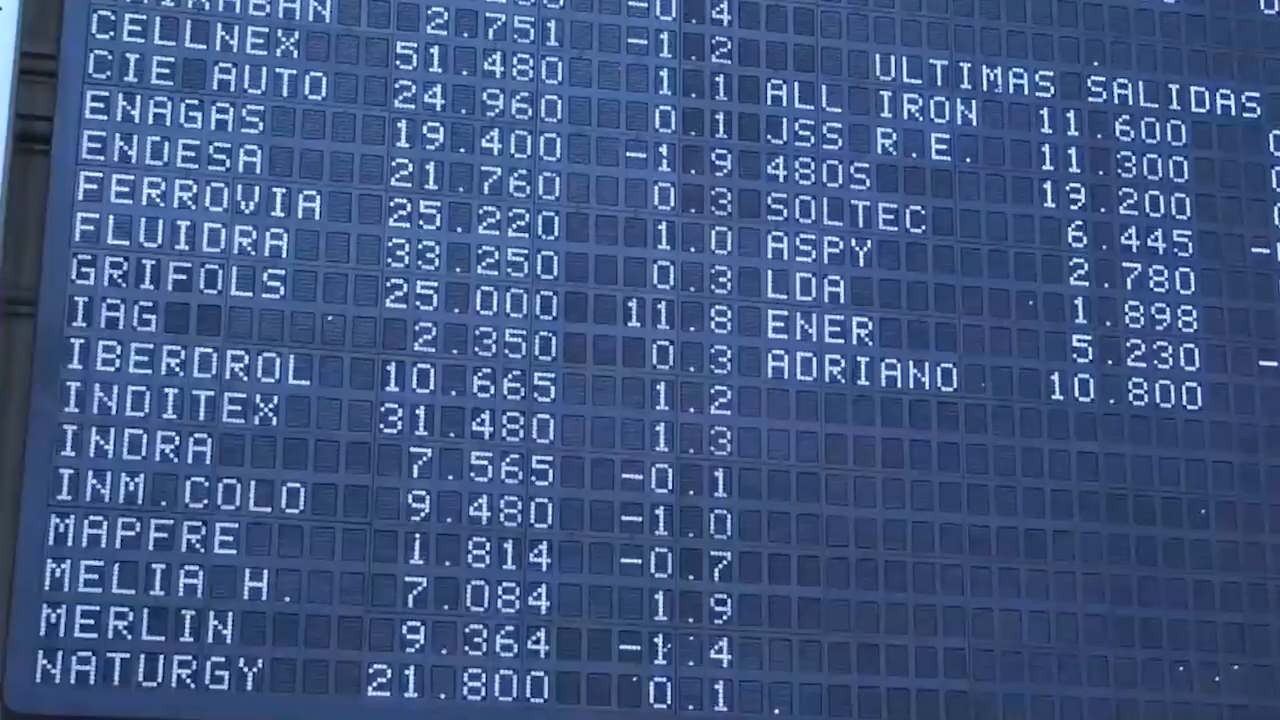 -0.4
2.751 -1.2 ULTIMAS SALIDAS
CELLNEX 51.480 1.1 ALL IRON 11.600
CIE AUTO 24.960 0.1 JSS R.E. 11.300
ENAGAS 19.400 -1.9 480S 19.200
ENDESA 21.760 0.3 SOLTEC 6.445
FERROVIA 25.220 1.0 ASPY 2.780
FLUIDRA 33.250 0.3 LDA 1.898
GRIFOLS 25.000 11.8 ENER 5.230
IAG 2.350 0.3 ADRIANO 10.800
IBERDROL 10.665 1.2
INDITEX 31.480 1.3
INDRA 7.565 -0.1
INM.COLO 9.480 -1.0
MAPFRE 1.814 -0.7
MELIA H. 7.084 1.9
MERLIN 9.364 -1.4
NATURGY 21.800 0.1